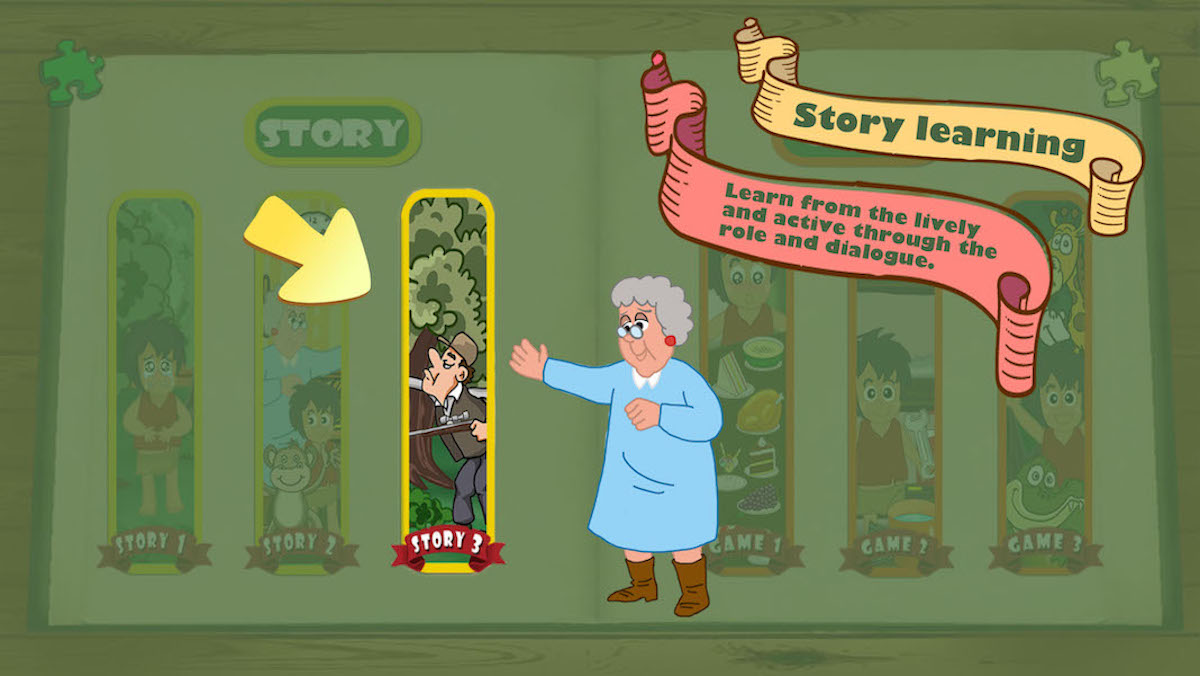 STORY
Story learning
Learn from the lively
and active through the
role and dialogue.
STORY 1
STORY 2
STORY 3
GAME 1
GAME 2
GAME 3
12